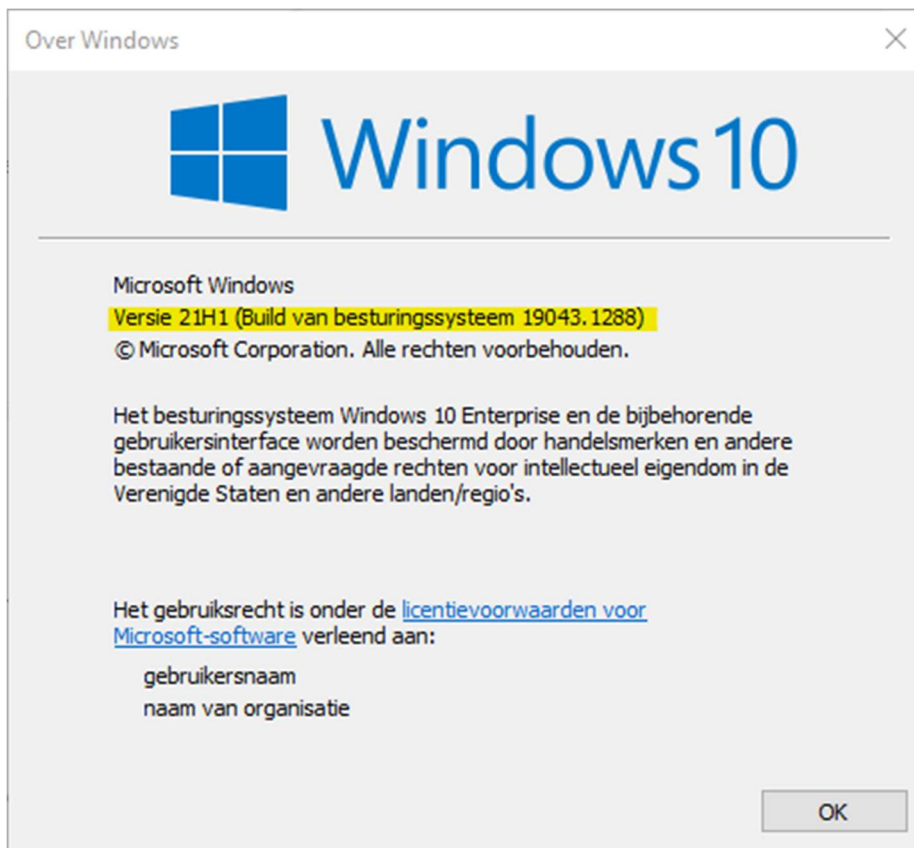 Over Windows
Windows 10
Microsoft Windows
Versie 21H1 (Build van besturingssysteem 19043.1288)
© Microsoft Corporation. Alle rechten voorbehouden.
Het besturingssysteem Windows 10 Enterprise en de bijbehorende
gebruikersinterface worden beschermd door handelsmerken en andere
bestaande of aangevraagde rechten voor intellectueel eigendom in de
Verenigde Staten en andere landen/regio's.
Het gebruiksrecht is onder de licentievoorwaarden voor
Microsoft-software verleend aan:
gebruikersnaam
naam van organisatie
OK